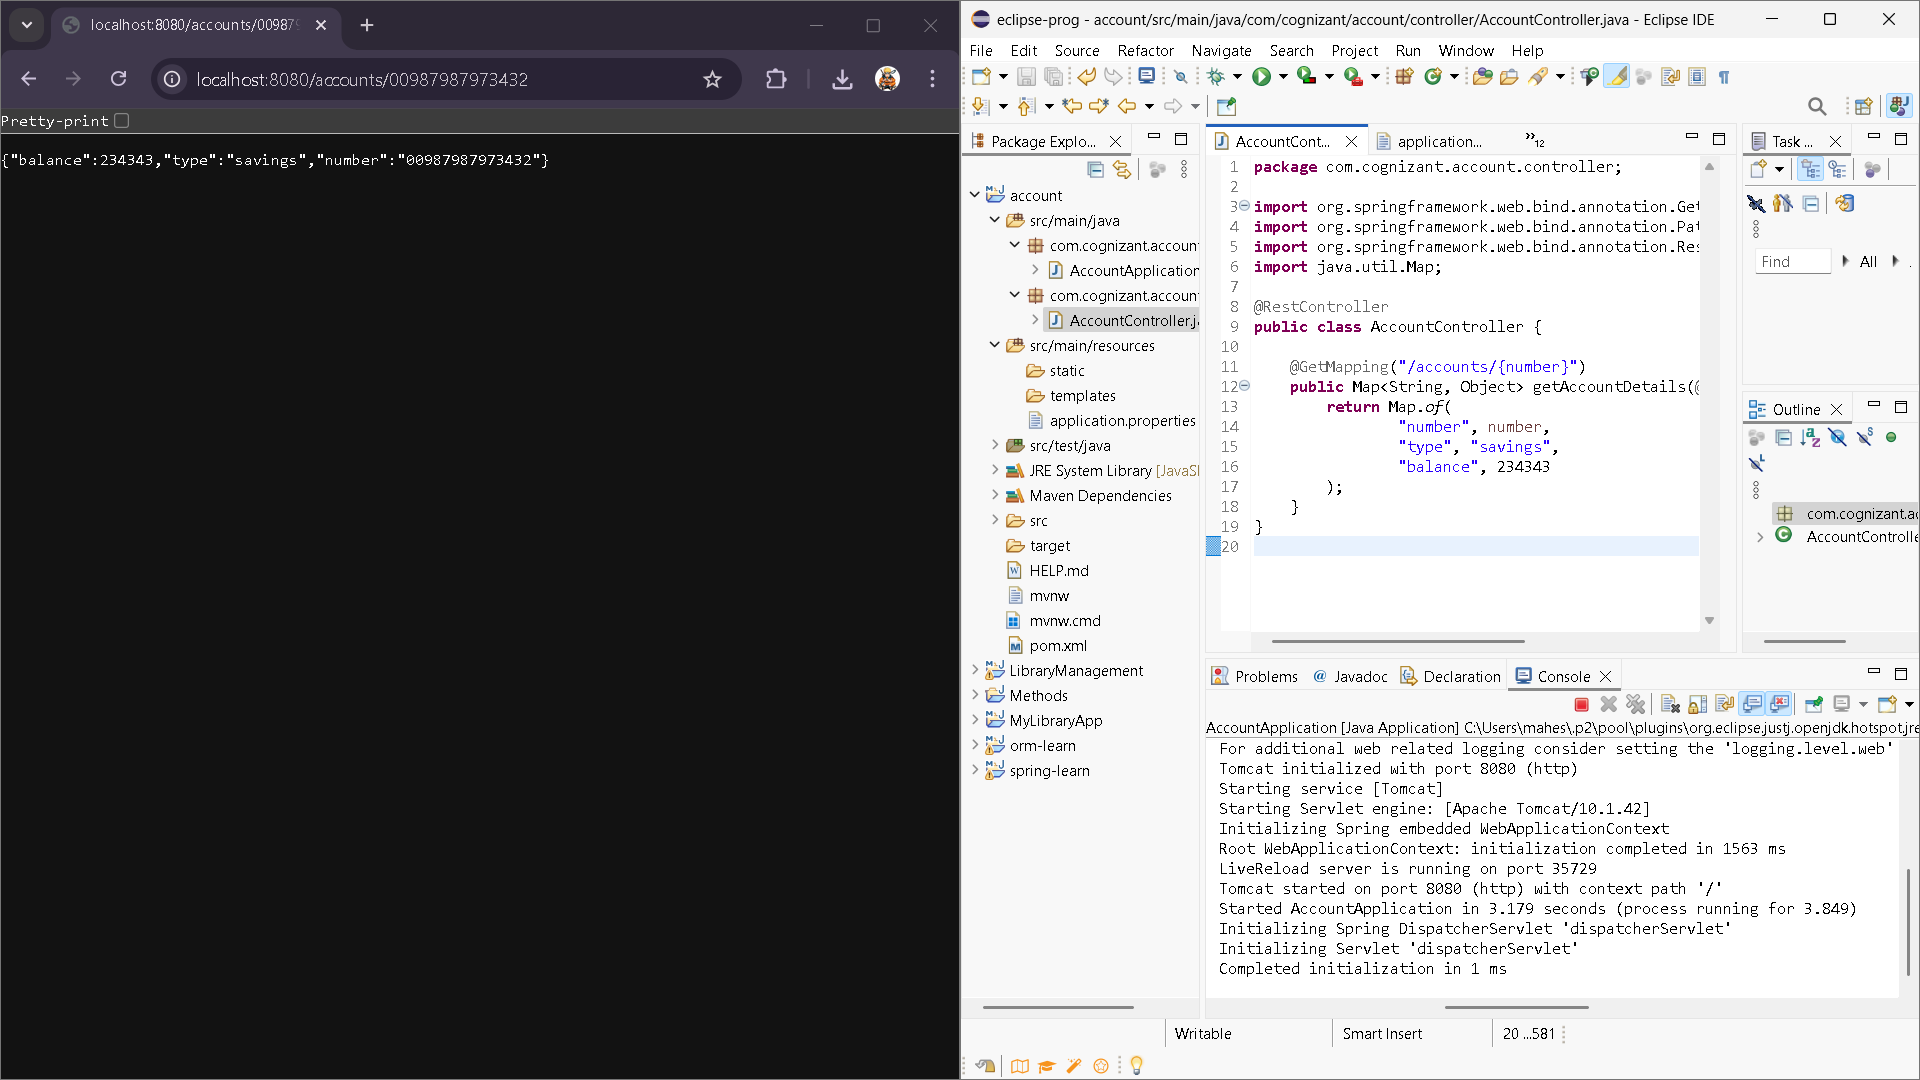 localhost:8080/accounts/00987
localhost:8080/accounts/00987987973432
Pretty-print
{"balance":234343,"type":"savings","number":"00987987973432"}
eclipse-prog - account/src/main/java/com/cognizant/account/controller/AccountController.java - Eclipse IDE
File Edit Source Refactor Navigate Search Project Run Window Help
Package Explo...
account
src/main/java
com.cognizant.accoun
AccountApplication
com.cognizant.accoun
AccountController.j
src/main/resources
static
templates
application.properties
src/test/java
JRE System Library [JavaSI
Maven Dependencies
src
target
HELP.md
mvnw
mvnw.cmd
pom.xml
LibraryManagement
Methods
MyLibraryApp
orm-learn
spring-learn
AccountCont... application... »12
1 package com.cognizant.account.controller;
2
3 import org.springframework.web.bind.annotation.Get
4 import org.springframework.web.bind.annotation.Pat
5 import org.springframework.web.bind.annotation.Res
6 import java.util.Map;
7
8 @RestController
9 public class AccountController {
10
11 @GetMapping("/accounts/{number}")
12 public Map<String, Object> getAccountDetails(@
13 return Map.of(
14 "number", number,
15 "type", "savings",
16 "balance", 234343
17 );
18 }
19 }
20
Task ...
Find All
Outline
com.cognizant.ac
AccountControlle
Problems Javadoc Declaration Console
AccountApplication [Java Application] C:\Users\mahes\.p2\pool\plugins\org.eclipse.justj.openjdk.hotspot.jre
For additional web related logging consider setting the 'logging.level.web'
Tomcat initialized with port 8080 (http)
Starting service [Tomcat]
Starting Servlet engine: [Apache Tomcat/10.1.42]
Initializing Spring embedded WebApplicationContext
Root WebApplicationContext: initialization completed in 1563 ms
LiveReload server is running on port 35729
Tomcat started on port 8080 (http) with context path '/'
Started AccountApplication in 3.179 seconds (process running for 3.849)
Initializing Spring DispatcherServlet 'dispatcherServlet'
Initializing Servlet 'dispatcherServlet'
Completed initialization in 1 ms
Writable Smart Insert 20 ...581